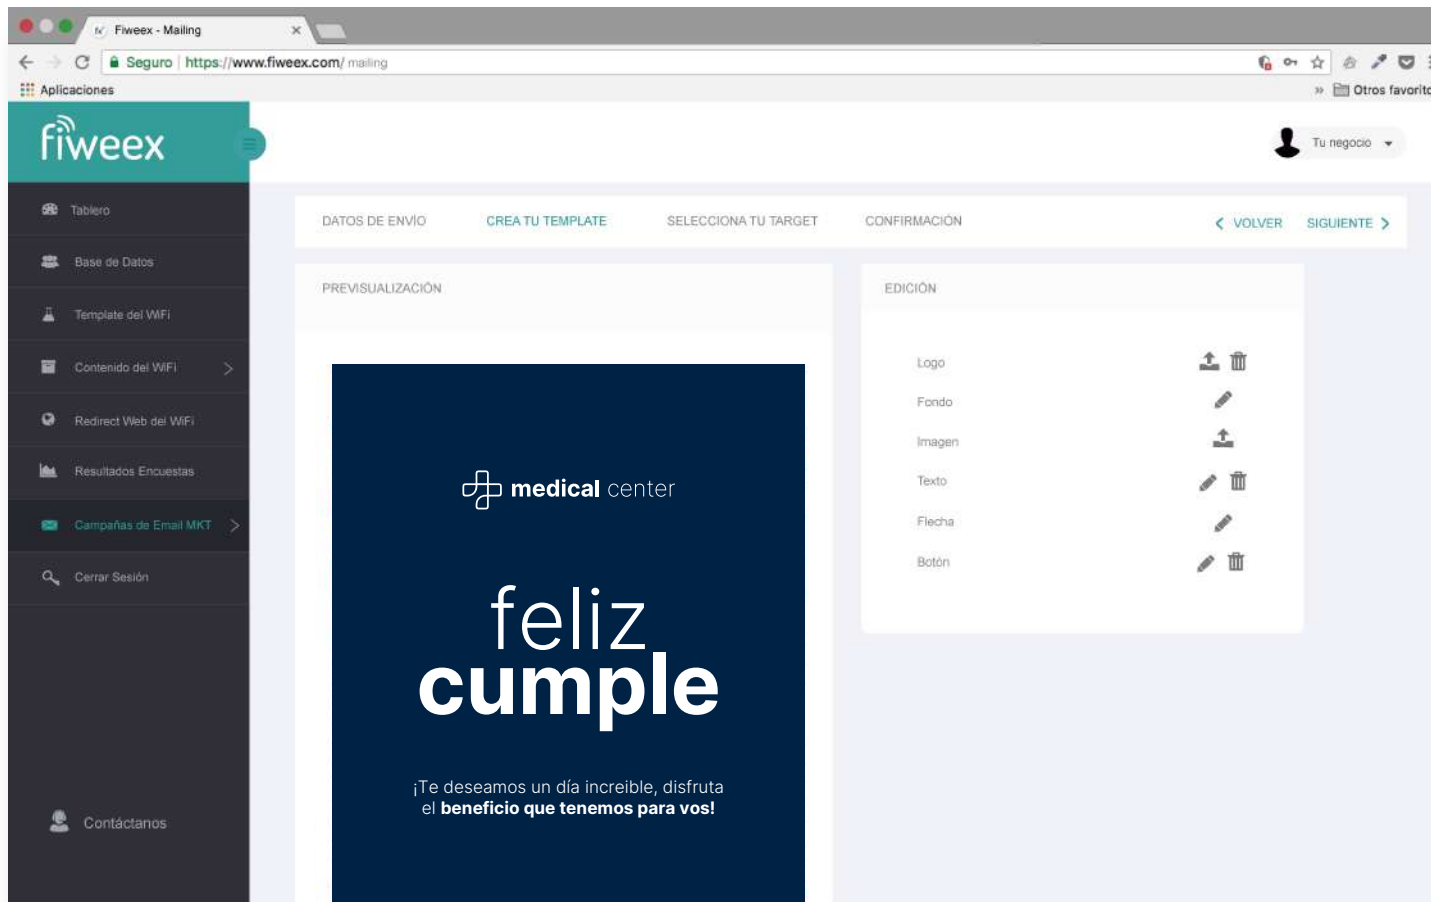 Fiweex - Mailing
Seguro https://www.fiweex.com/mailing
Aplicaciones
Otros favorito
fiweex
Tu negocio
Tablero
Base de Datos
Template del WiFi
Contenido del WiFi
Redirect Web del WiFi
Resultados Encuestas
Campañas de Email MKT
Cerrar Sesión
Contáctanos
DATOS DE ENVÍO CREA TU TEMPLATE SELECCIONA TU TARGET CONFIRMACIÓN VOLVER SIGUIENTE
PREVISUALIZACIÓN
medical center
feliz
cumple
¡Te deseamos un día increible, disfruta
el beneficio que tenemos para vos!
EDICIÓN
Logo
Fondo
Imagen
Texto
Flecha
Botón